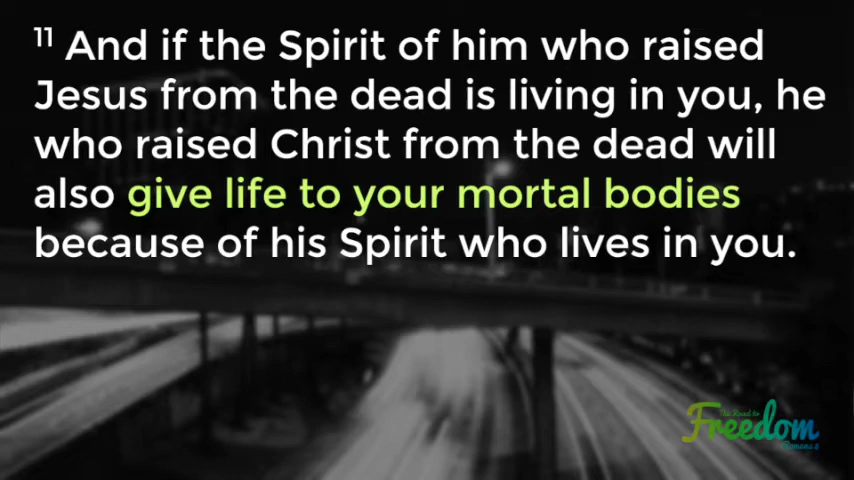 11 And if the Spirit of him who raised
Jesus from the dead is living in you, he
who raised Christ from the dead will
also give life to your mortal bodies
because of his Spirit who lives in you.
The Road to
Freedom
Romans 8